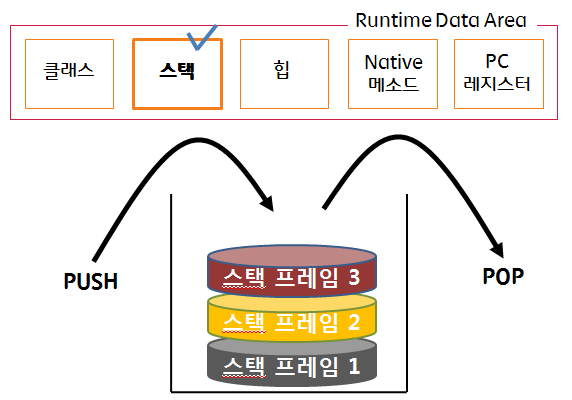 Runtime Data Area
클래스
스택
힙
Native
메소드
PC
레지스터
PUSH
POP
스택 프레임 3
스택 프레임 2
스택 프레임 1